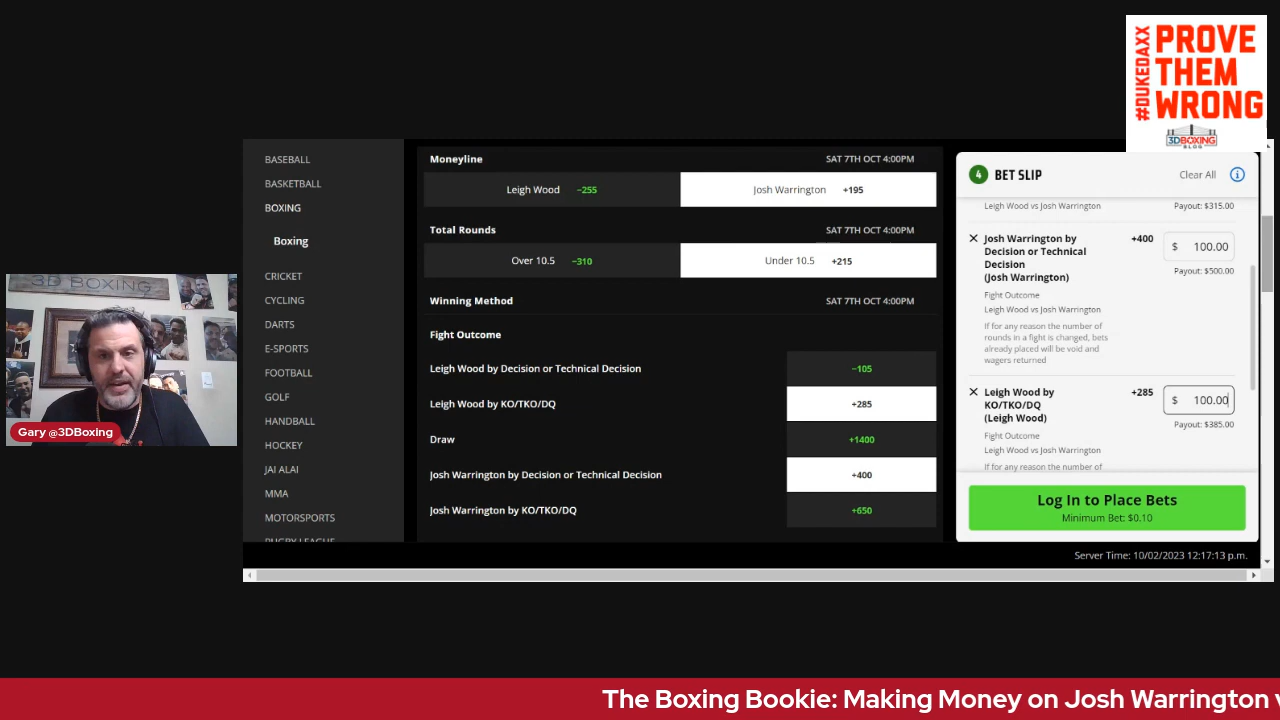 #DUKEDAXX
PROVE
THEM
WRONG
3DBOXING
BLOG
BASEBALL
BASKETBALL
BOXING
Boxing
CRICKET
CYCLING
DARTS
E-SPORTS
FOOTBALL
GOLF
HANDBALL
HOCKEY
JAI ALAI
MMA
MOTORSPORTS
RUGBY LEAGUE
Moneyline SAT 7TH OCT 4:00PM
Leigh Wood −255 Josh Warrington +195
Total Rounds SAT 7TH OCT 4:00PM
Over 10.5 −310 Under 10.5 +215
Winning Method SAT 7TH OCT 4:00PM
Fight Outcome
Leigh Wood by Decision or Technical Decision −105
Leigh Wood by KO/TKO/DQ +285
Draw +1400
Josh Warrington by Decision or Technical Decision +400
Josh Warrington by KO/TKO/DQ +650
4 BET SLIP Clear All
Leigh Wood vs Josh Warrington Payout: $315.00
Josh Warrington by +400 $ 100.00
Decision or Technical
Decision Payout: $500.00
(Josh Warrington)
Fight Outcome
Leigh Wood vs Josh Warrington
If for any reason the number of
rounds in a fight is changed, bets
already placed will be void and
wagers returned
Leigh Wood by +285 $ 100.00
KO/TKO/DQ
(Leigh Wood) Payout: $385.00
Fight Outcome
Leigh Wood vs Josh Warrington
If for any reason the number of
Log In to Place Bets
Minimum Bet: $0.10
Server Time: 10/02/2023 12:17:13 p.m.
3D BOXING
Gary @3DBoxing
The Boxing Bookie: Making Money on Josh Warrington v